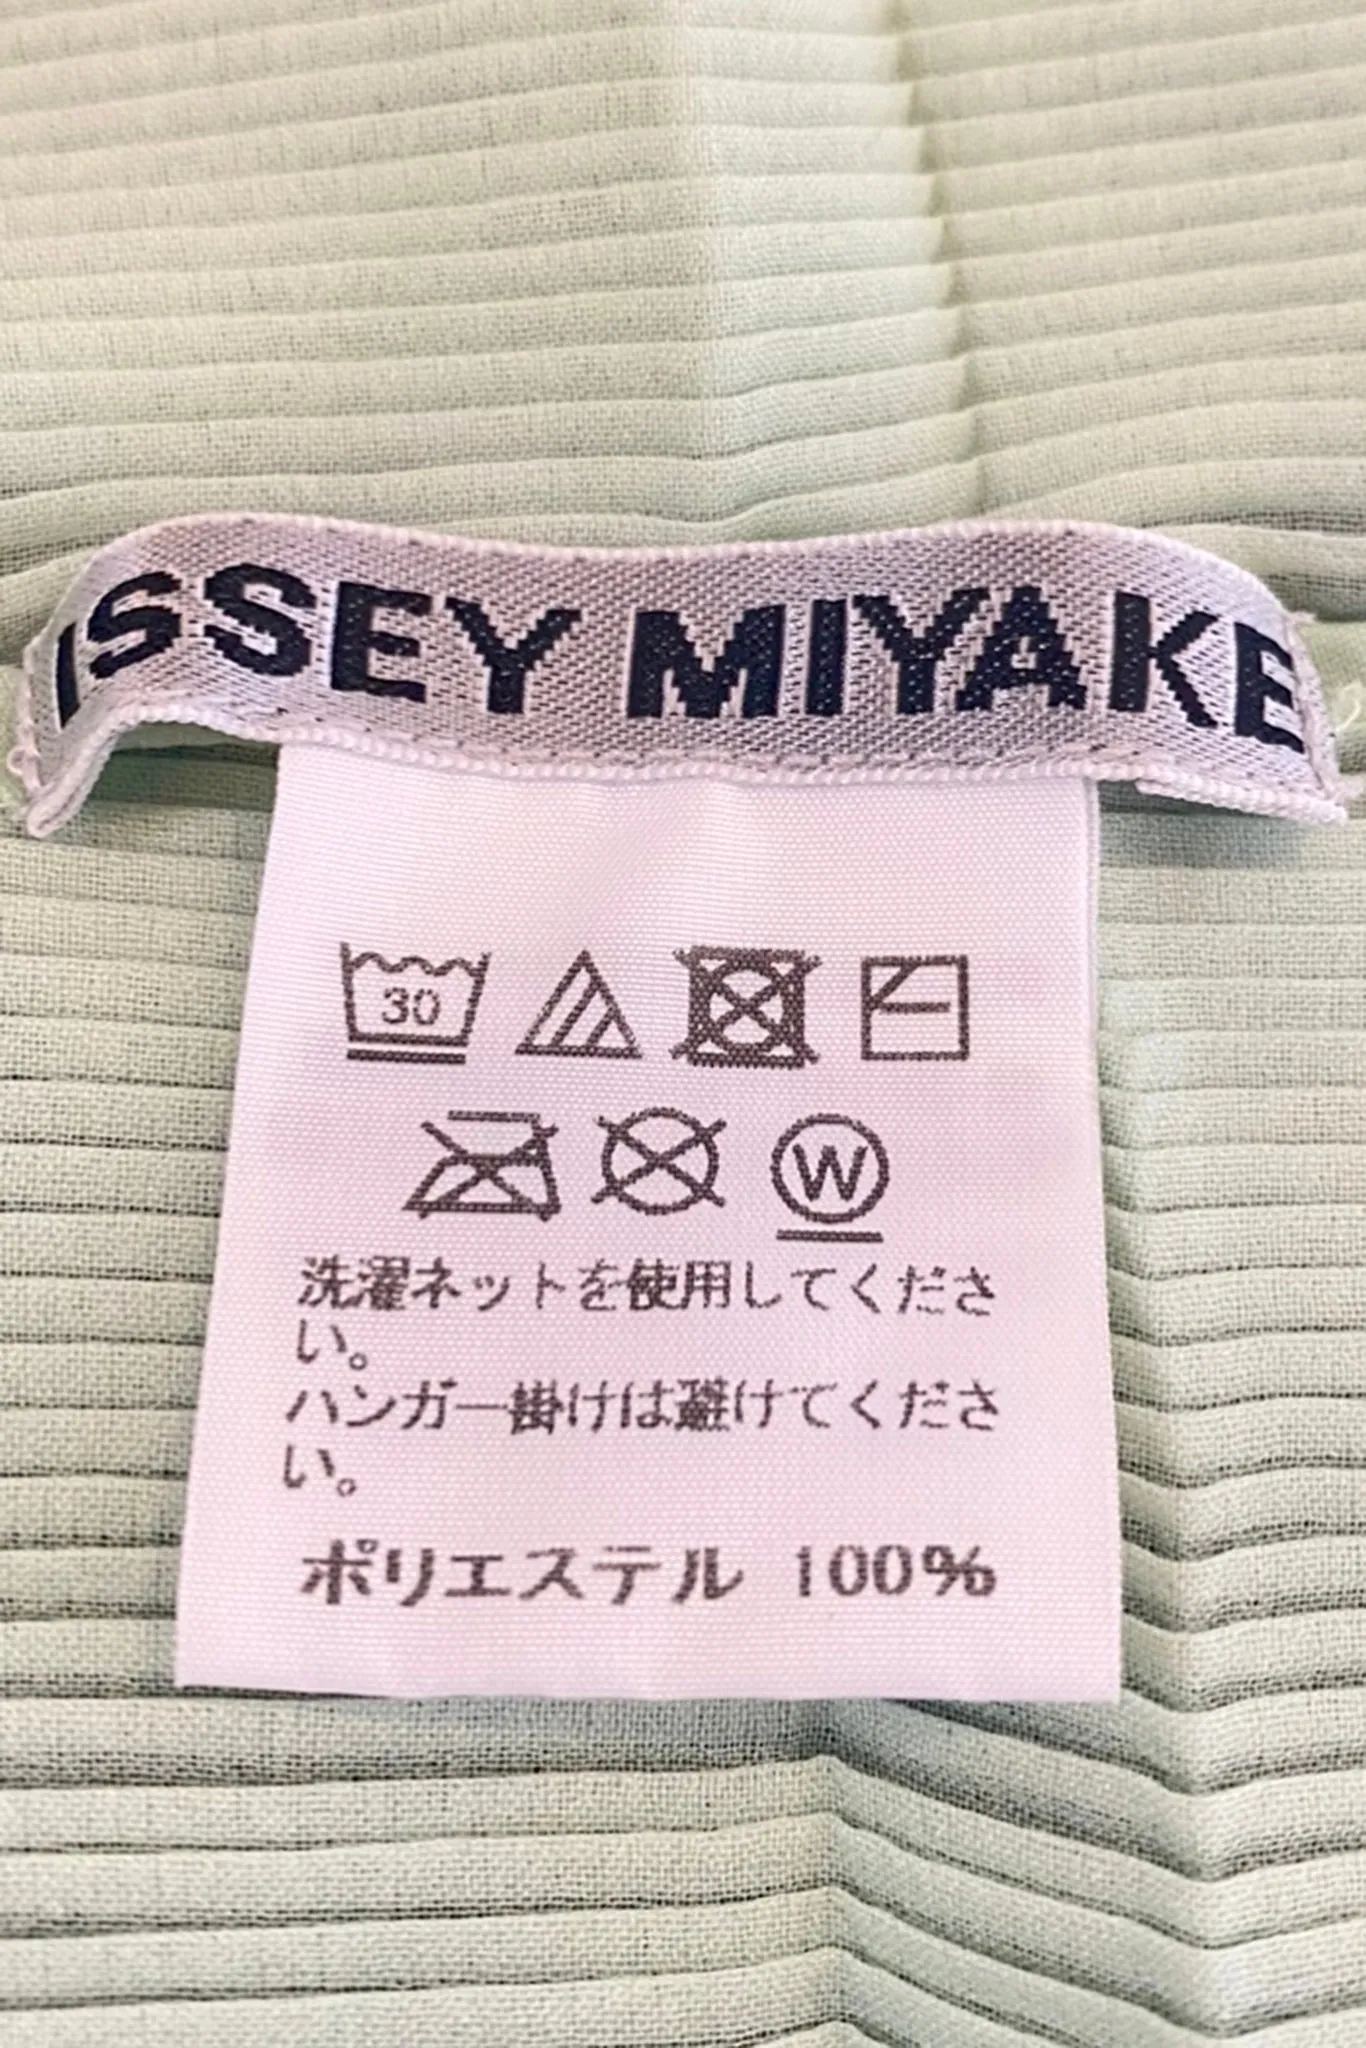 ISSEY MIYAKE
30
W
洗濯ネットを使用してくださ
い。
ハンガー掛けは避けてくださ
い。
ポリエステル 100%